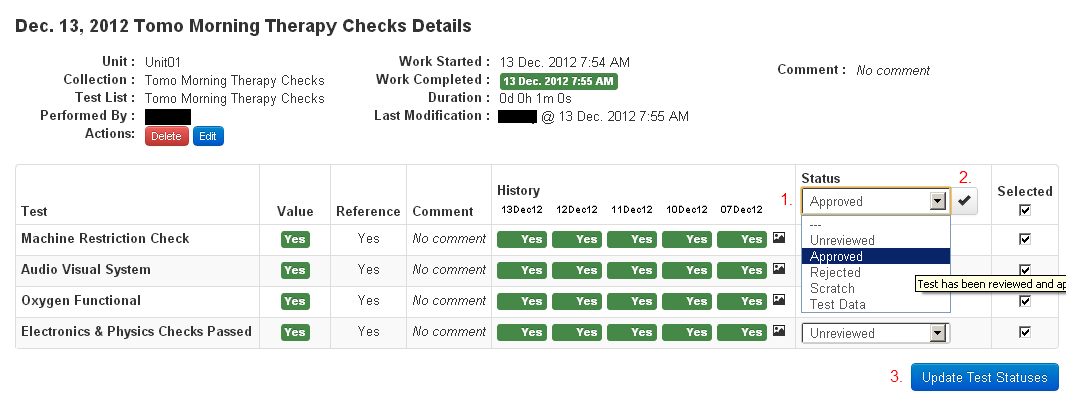 Dec. 13, 2012 Tomo Morning Therapy Checks Details
Unit : Unit01
Collection : Tomo Morning Therapy Checks
Test List : Tomo Morning Therapy Checks
Performed By :
Actions: Delete Edit
Work Started : 13 Dec. 2012 7:54 AM
Work Completed : 13 Dec. 2012 7:55 AM
Duration : 0d 0h 1m 0s
Last Modification : @ 13 Dec. 2012 7:55 AM
Comment : No comment
Test Value Reference Comment History Status Selected
13Dec12 12Dec12 11Dec12 10Dec12 07Dec12
1. Approved 2.
Machine Restriction Check Yes Yes No comment Yes Yes Yes Yes Yes
Audio Visual System Yes Yes No comment Yes Yes Yes Yes Yes
Oxygen Functional Yes Yes No comment Yes Yes Yes Yes Yes
Electronics & Physics Checks Passed Yes Yes No comment Yes Yes Yes Yes Yes Unreviewed
---
Unreviewed
Approved
Rejected
Scratch
Test Data
Test has been reviewed and ap
3. Update Test Statuses